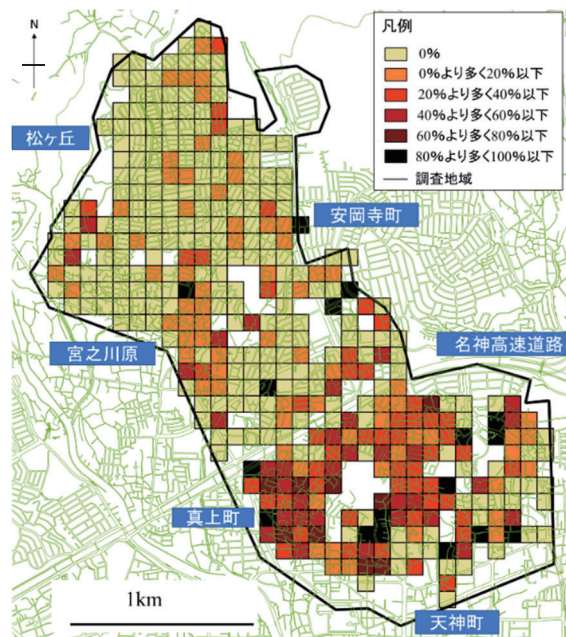 N
凡例
0%
0%より多く20%以下
20%より多く40%以下
40%より多く60%以下
60%より多く80%以下
80%より多く100%以下
調査地域
松ヶ丘
安岡寺町
名神高速道路
宮之川原
真上町
1km
天神町